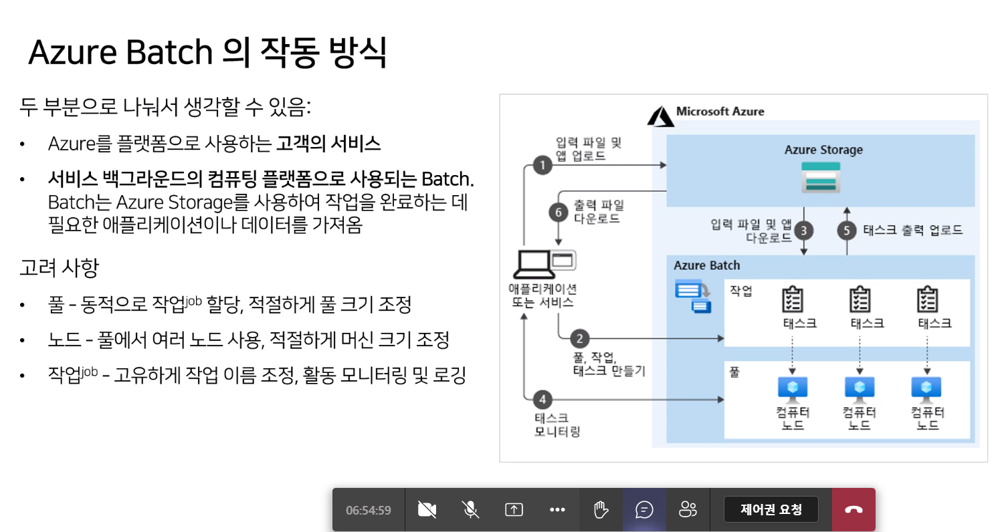 Azure Batch 의 작동 방식
두 부분으로 나눠서 생각할 수 있음:
• Azure를 플랫폼으로 사용하는 고객의 서비스
• 서비스 백그라운드의 컴퓨팅 플랫폼으로 사용되는 Batch.
Batch는 Azure Storage를 사용하여 작업을 완료하는 데
필요한 애플리케이션이나 데이터를 가져옴
고려 사항
• 풀 – 동적으로 작업job 할당, 적절하게 풀 크기 조정
• 노드 – 풀에서 여러 노드 사용, 적절하게 머신 크기 조정
• 작업job – 고유하게 작업 이름 조정, 활동 모니터링 및 로깅
Microsoft Azure
Azure Storage
1
입력 파일 및
앱 업로드
6
출력 파일
다운로드
입력 파일 및 앱
다운로드
3
5
태스크 출력 업로드
애플리케이션
또는 서비스
Azure Batch
작업
태스크
태스크
태스크
2
풀, 작업,
태스크 만들기
풀
컴퓨터
노드
컴퓨터
노드
컴퓨터
노드
4
태스크
모니터링
06:54:59
제어권 요청